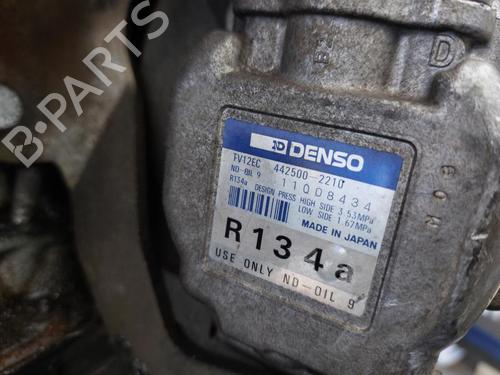 B-PARTS
DENSO
TV12EC 442500-2210
ND-OIL 9 11QD8434
R134a DESIGN PRESS HIGH SIDE 3.53MPa
LOW SIDE 1.67MPa
MADE IN JAPAN
R134a
USE ONLY ND-OIL 9
D